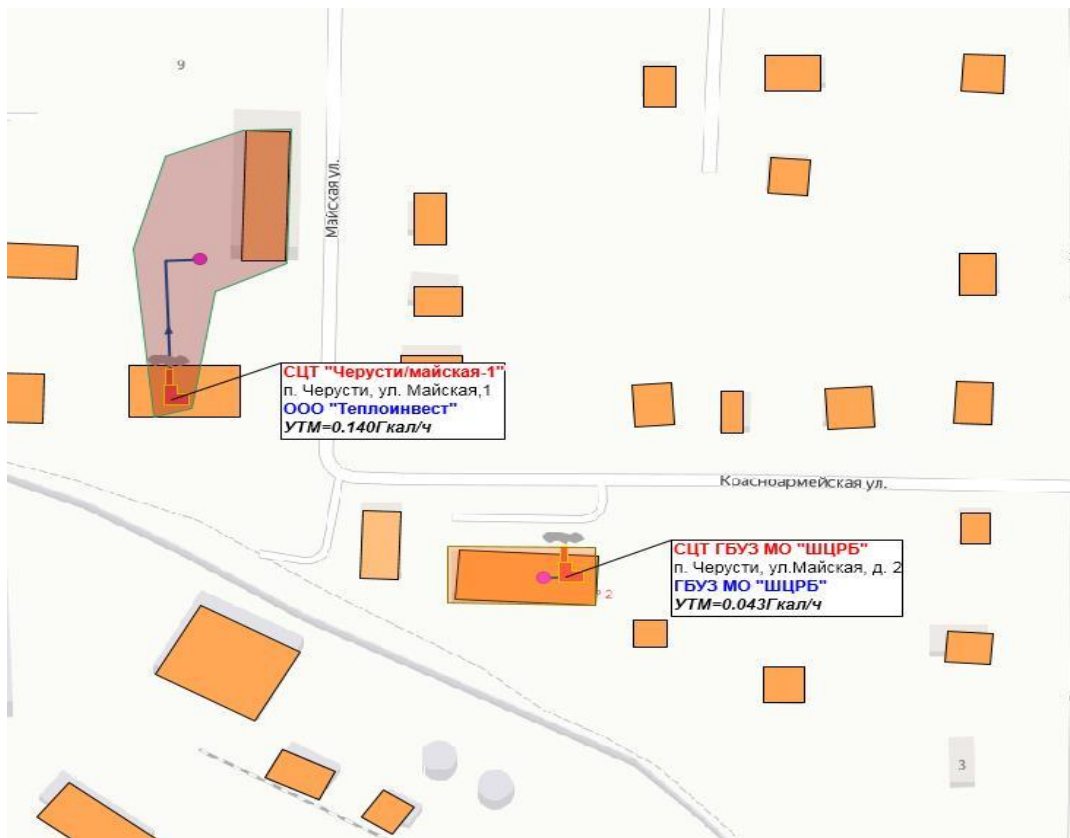 9
Майская ул.
СЦТ "Черусти/майская-1"
п. Черусти, ул. Майская,1
ООО "Теплоинвест"
УТМ=0.140Гкал/ч
Красноармейская ул.
СЦТ ГБУЗ МО "ШЦРБ"
п. Черусти, ул.Майская, д. 2
ГБУЗ МО "ШЦРБ"
УТМ=0.043Гкал/ч
2
3